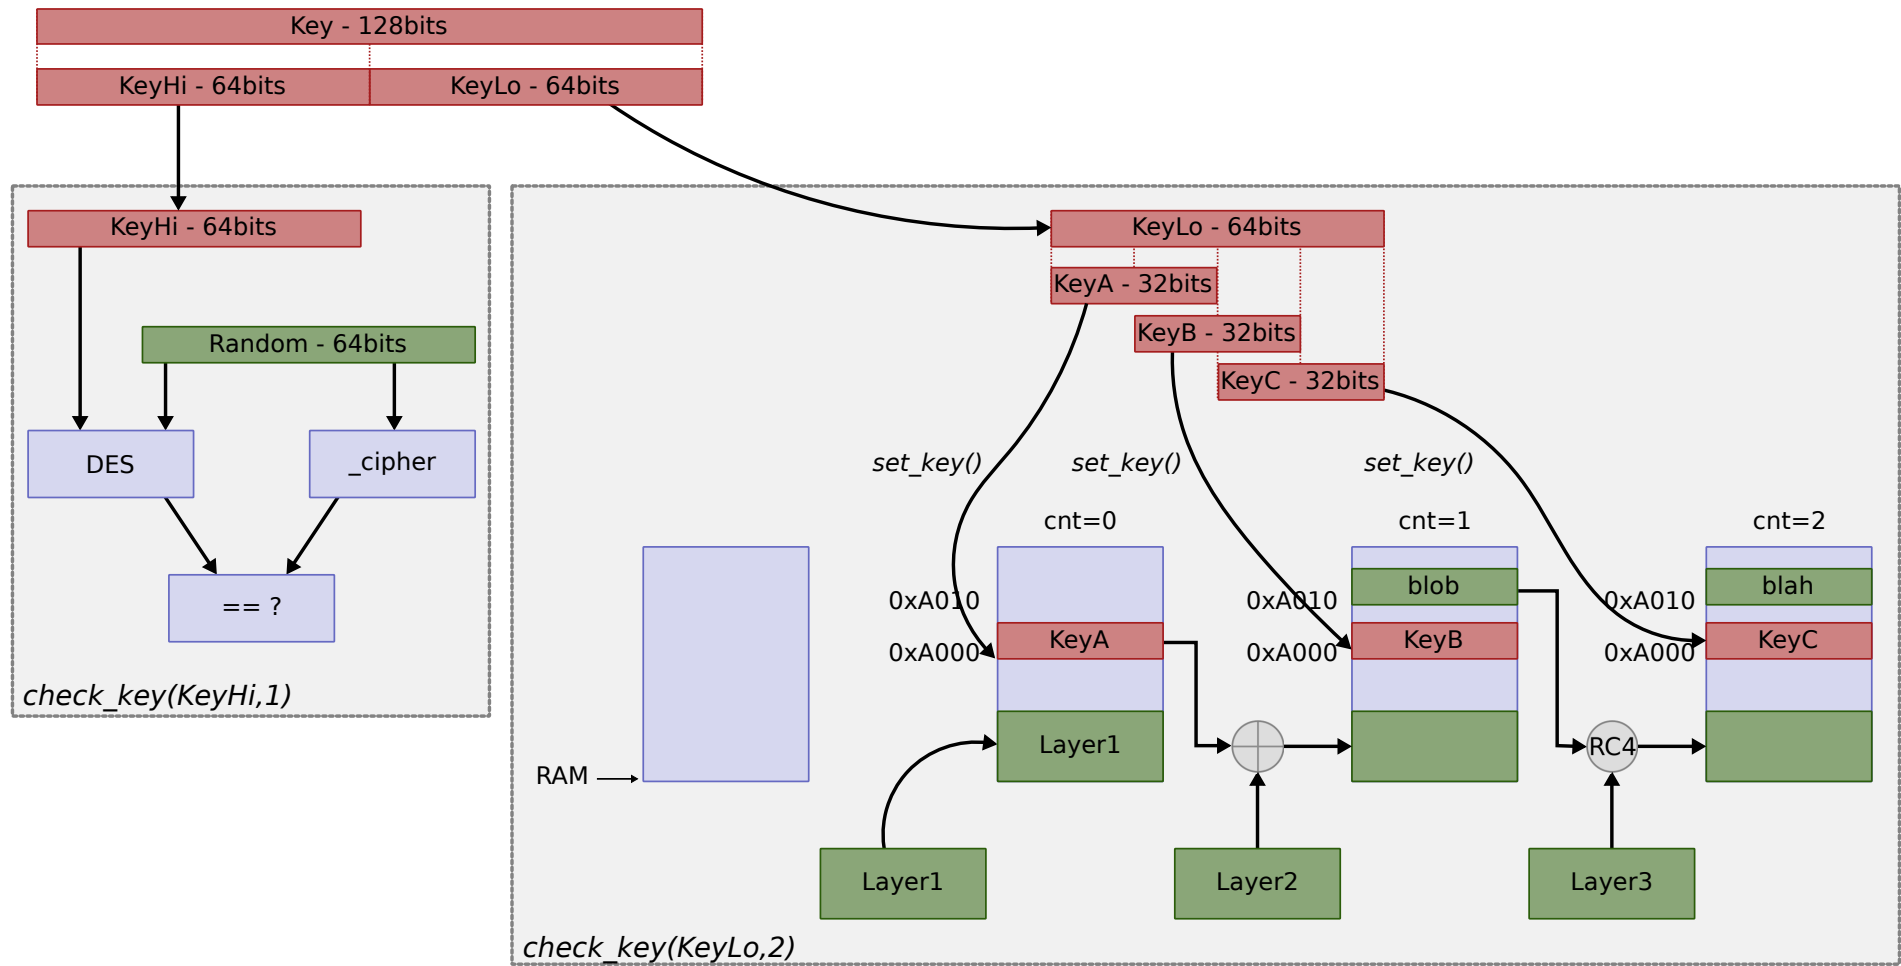 Key - 128bits
KeyHi - 64bits
KeyLo - 64bits
KeyHi - 64bits
Random - 64bits
DES
_cipher
== ?
check_key(KeyHi,1)
KeyLo - 64bits
KeyA - 32bits
KeyB - 32bits
KeyC - 32bits
set_key()
set_key()
set_key()
cnt=0
cnt=1
cnt=2
0xA010
0xA010
blob
0xA010
blah
0xA000
KeyA
0xA000
KeyB
0xA000
KeyC
Layer1
RC4
RAM
Layer1
Layer2
Layer3
check_key(KeyLo,2)